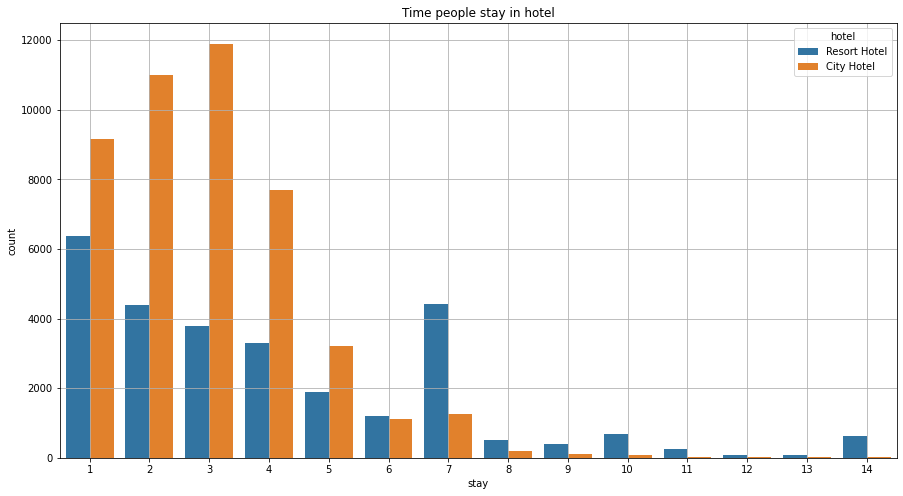 Time people stay in hotel
hotel
Resort Hotel
City Hotel
count
12000
10000
8000
6000
4000
2000
0
1 2 3 4 5 6 7 8 9 10 11 12 13 14
stay